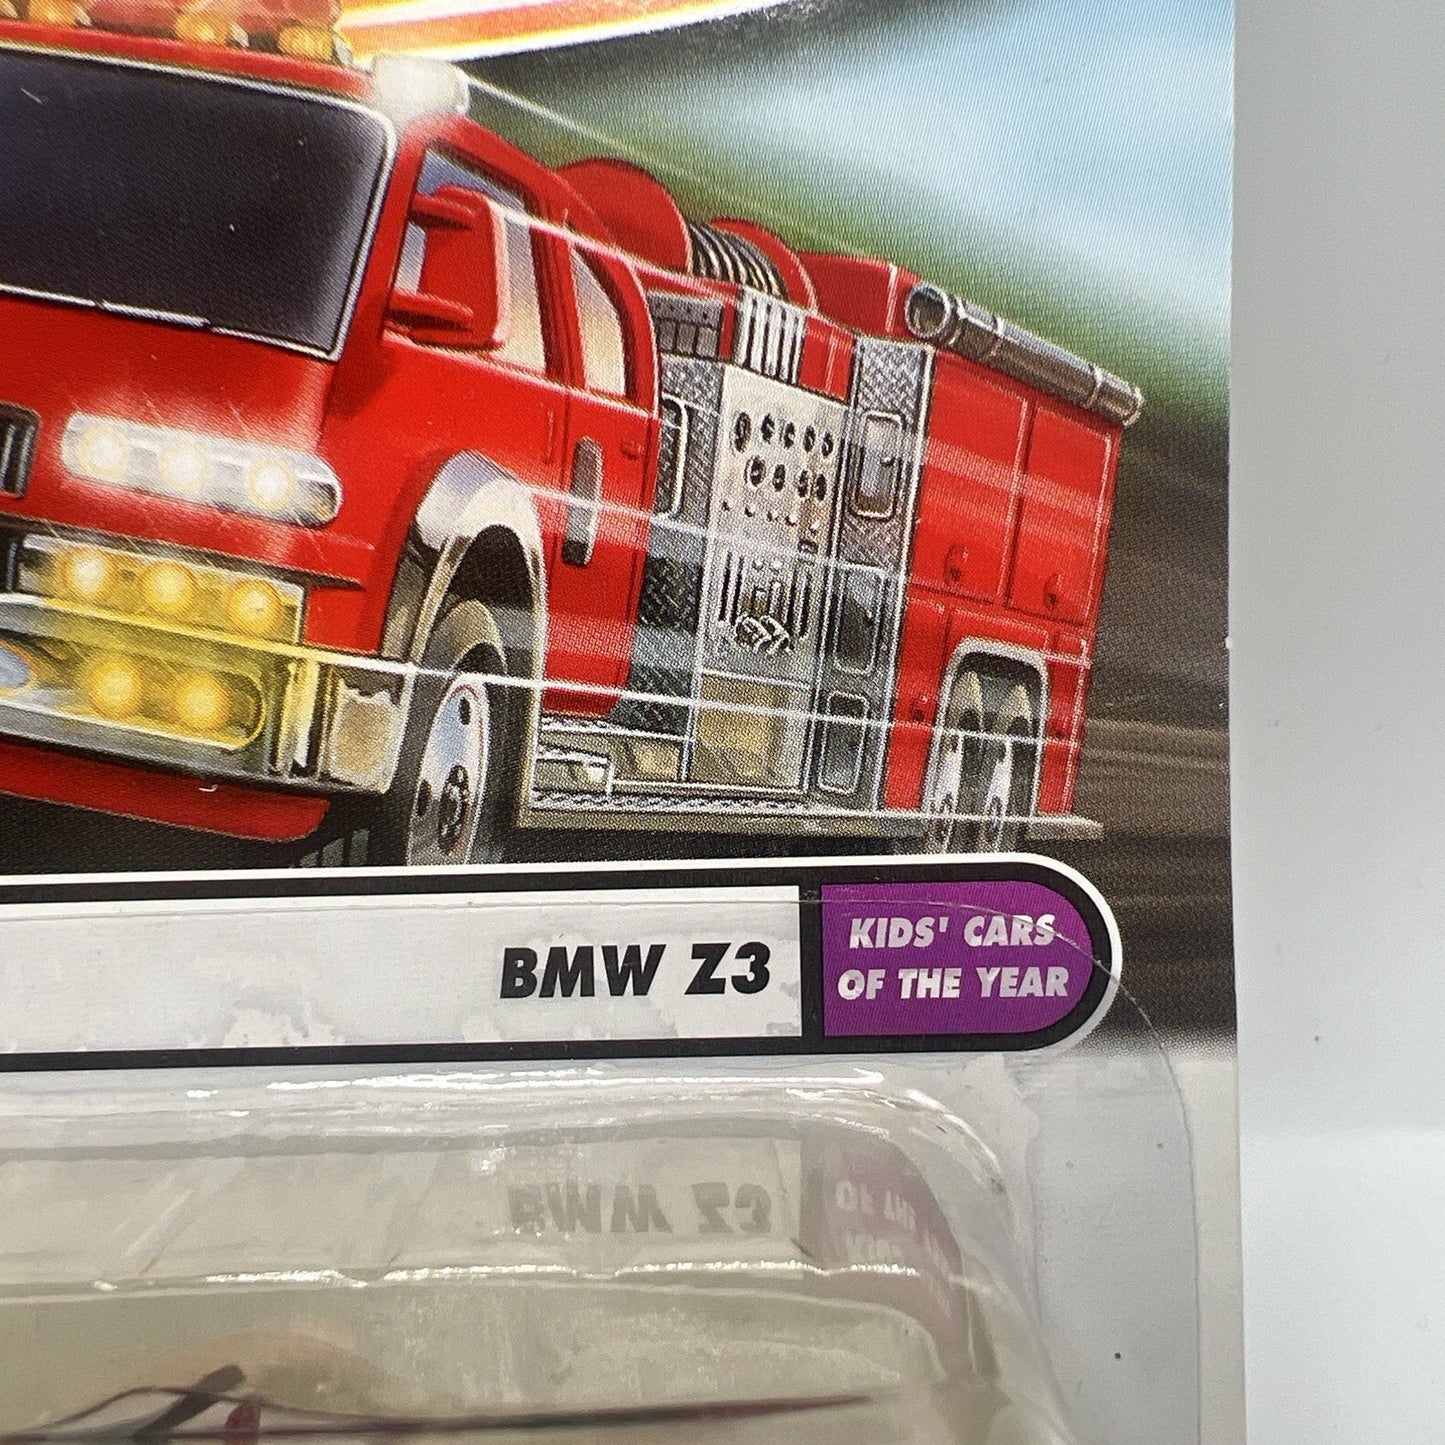 BMW Z3
KIDS' CARS
OF THE YEAR